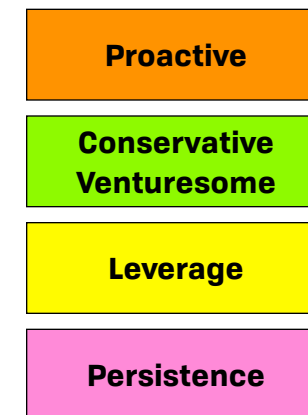 Proactive
Conservative
Venturesome
Leverage
Persistence